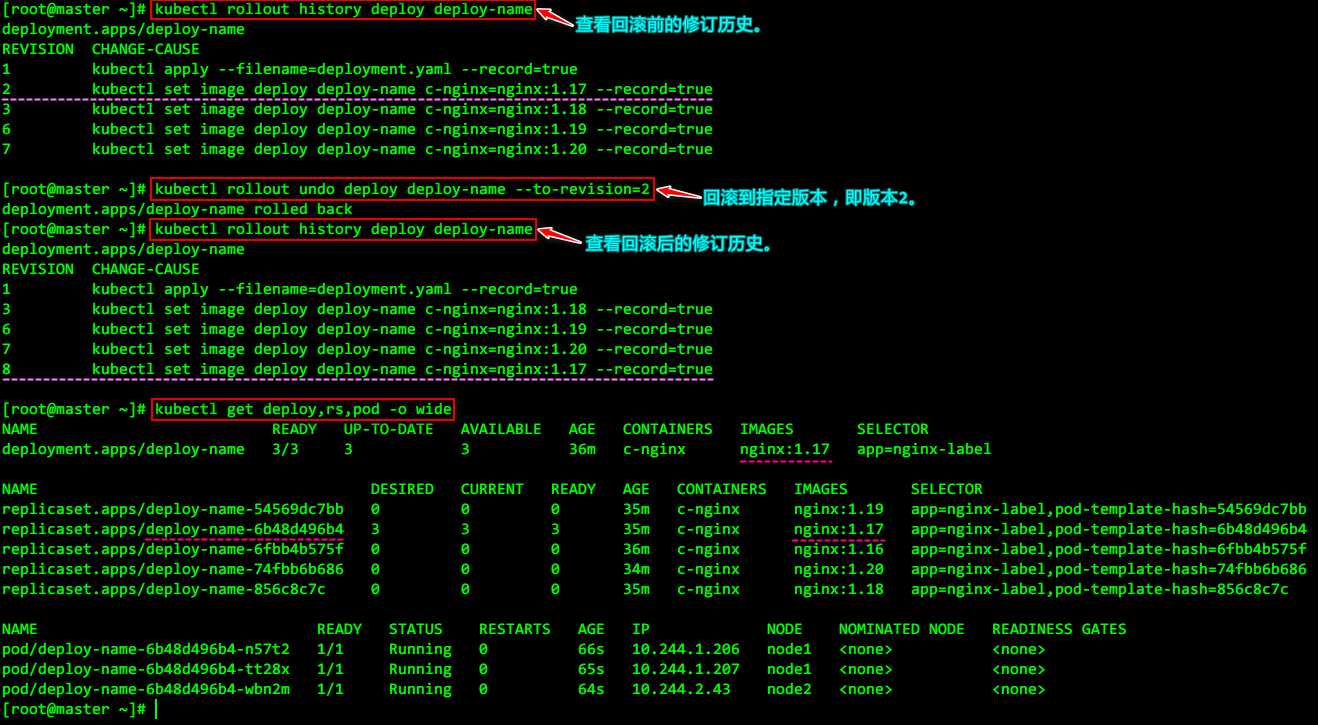 [root@master ~]# kubectl rollout history deploy deploy-name
查看回滚前的修订历史。
deployment.apps/deploy-name
REVISION  CHANGE-CAUSE
1         kubectl apply --filename=deployment.yaml --record=true
2         kubectl set image deploy deploy-name c-nginx=nginx:1.17 --record=true
3         kubectl set image deploy deploy-name c-nginx=nginx:1.18 --record=true
6         kubectl set image deploy deploy-name c-nginx=nginx:1.19 --record=true
7         kubectl set image deploy deploy-name c-nginx=nginx:1.20 --record=true
[root@master ~]# kubectl rollout undo deploy deploy-name --to-revision=2
回滚到指定版本，即版本2。
deployment.apps/deploy-name rolled back
[root@master ~]# kubectl rollout history deploy deploy-name
查看回滚后的修订历史。
deployment.apps/deploy-name
REVISION  CHANGE-CAUSE
1         kubectl apply --filename=deployment.yaml --record=true
3         kubectl set image deploy deploy-name c-nginx=nginx:1.18 --record=true
6         kubectl set image deploy deploy-name c-nginx=nginx:1.19 --record=true
7         kubectl set image deploy deploy-name c-nginx=nginx:1.20 --record=true
8         kubectl set image deploy deploy-name c-nginx=nginx:1.17 --record=true
[root@master ~]# kubectl get deploy,rs,pod -o wide
NAME                          READY   UP-TO-DATE   AVAILABLE   AGE   CONTAINERS   IMAGES       SELECTOR
deployment.apps/deploy-name   3/3     3            3           36m   c-nginx      nginx:1.17   app=nginx-label
NAME                                     DESIRED   CURRENT   READY   AGE   CONTAINERS   IMAGES       SELECTOR
replicaset.apps/deploy-name-54569dc7bb   0         0         0       35m   c-nginx      nginx:1.19   app=nginx-label,pod-template-hash=54569dc7bb
replicaset.apps/deploy-name-6b48d496b4   3         3         3       35m   c-nginx      nginx:1.17   app=nginx-label,pod-template-hash=6b48d496b4
replicaset.apps/deploy-name-6fbb4b575f   0         0         0       36m   c-nginx      nginx:1.16   app=nginx-label,pod-template-hash=6fbb4b575f
replicaset.apps/deploy-name-74fbb6b686   0         0         0       34m   c-nginx      nginx:1.20   app=nginx-label,pod-template-hash=74fbb6b686
replicaset.apps/deploy-name-856c8c7c     0         0         0       35m   c-nginx      nginx:1.18   app=nginx-label,pod-template-hash=856c8c7c
NAME                               READY   STATUS    RESTARTS   AGE   IP             NODE    NOMINATED NODE   READINESS GATES
pod/deploy-name-6b48d496b4-n57t2   1/1     Running   0          66s   10.244.1.206   node1   <none>           <none>
pod/deploy-name-6b48d496b4-tt28x   1/1     Running   0          65s   10.244.1.207   node1   <none>           <none>
pod/deploy-name-6b48d496b4-wbn2m   1/1     Running   0          64s   10.244.2.43    node2   <none>           <none>
[root@master ~]#